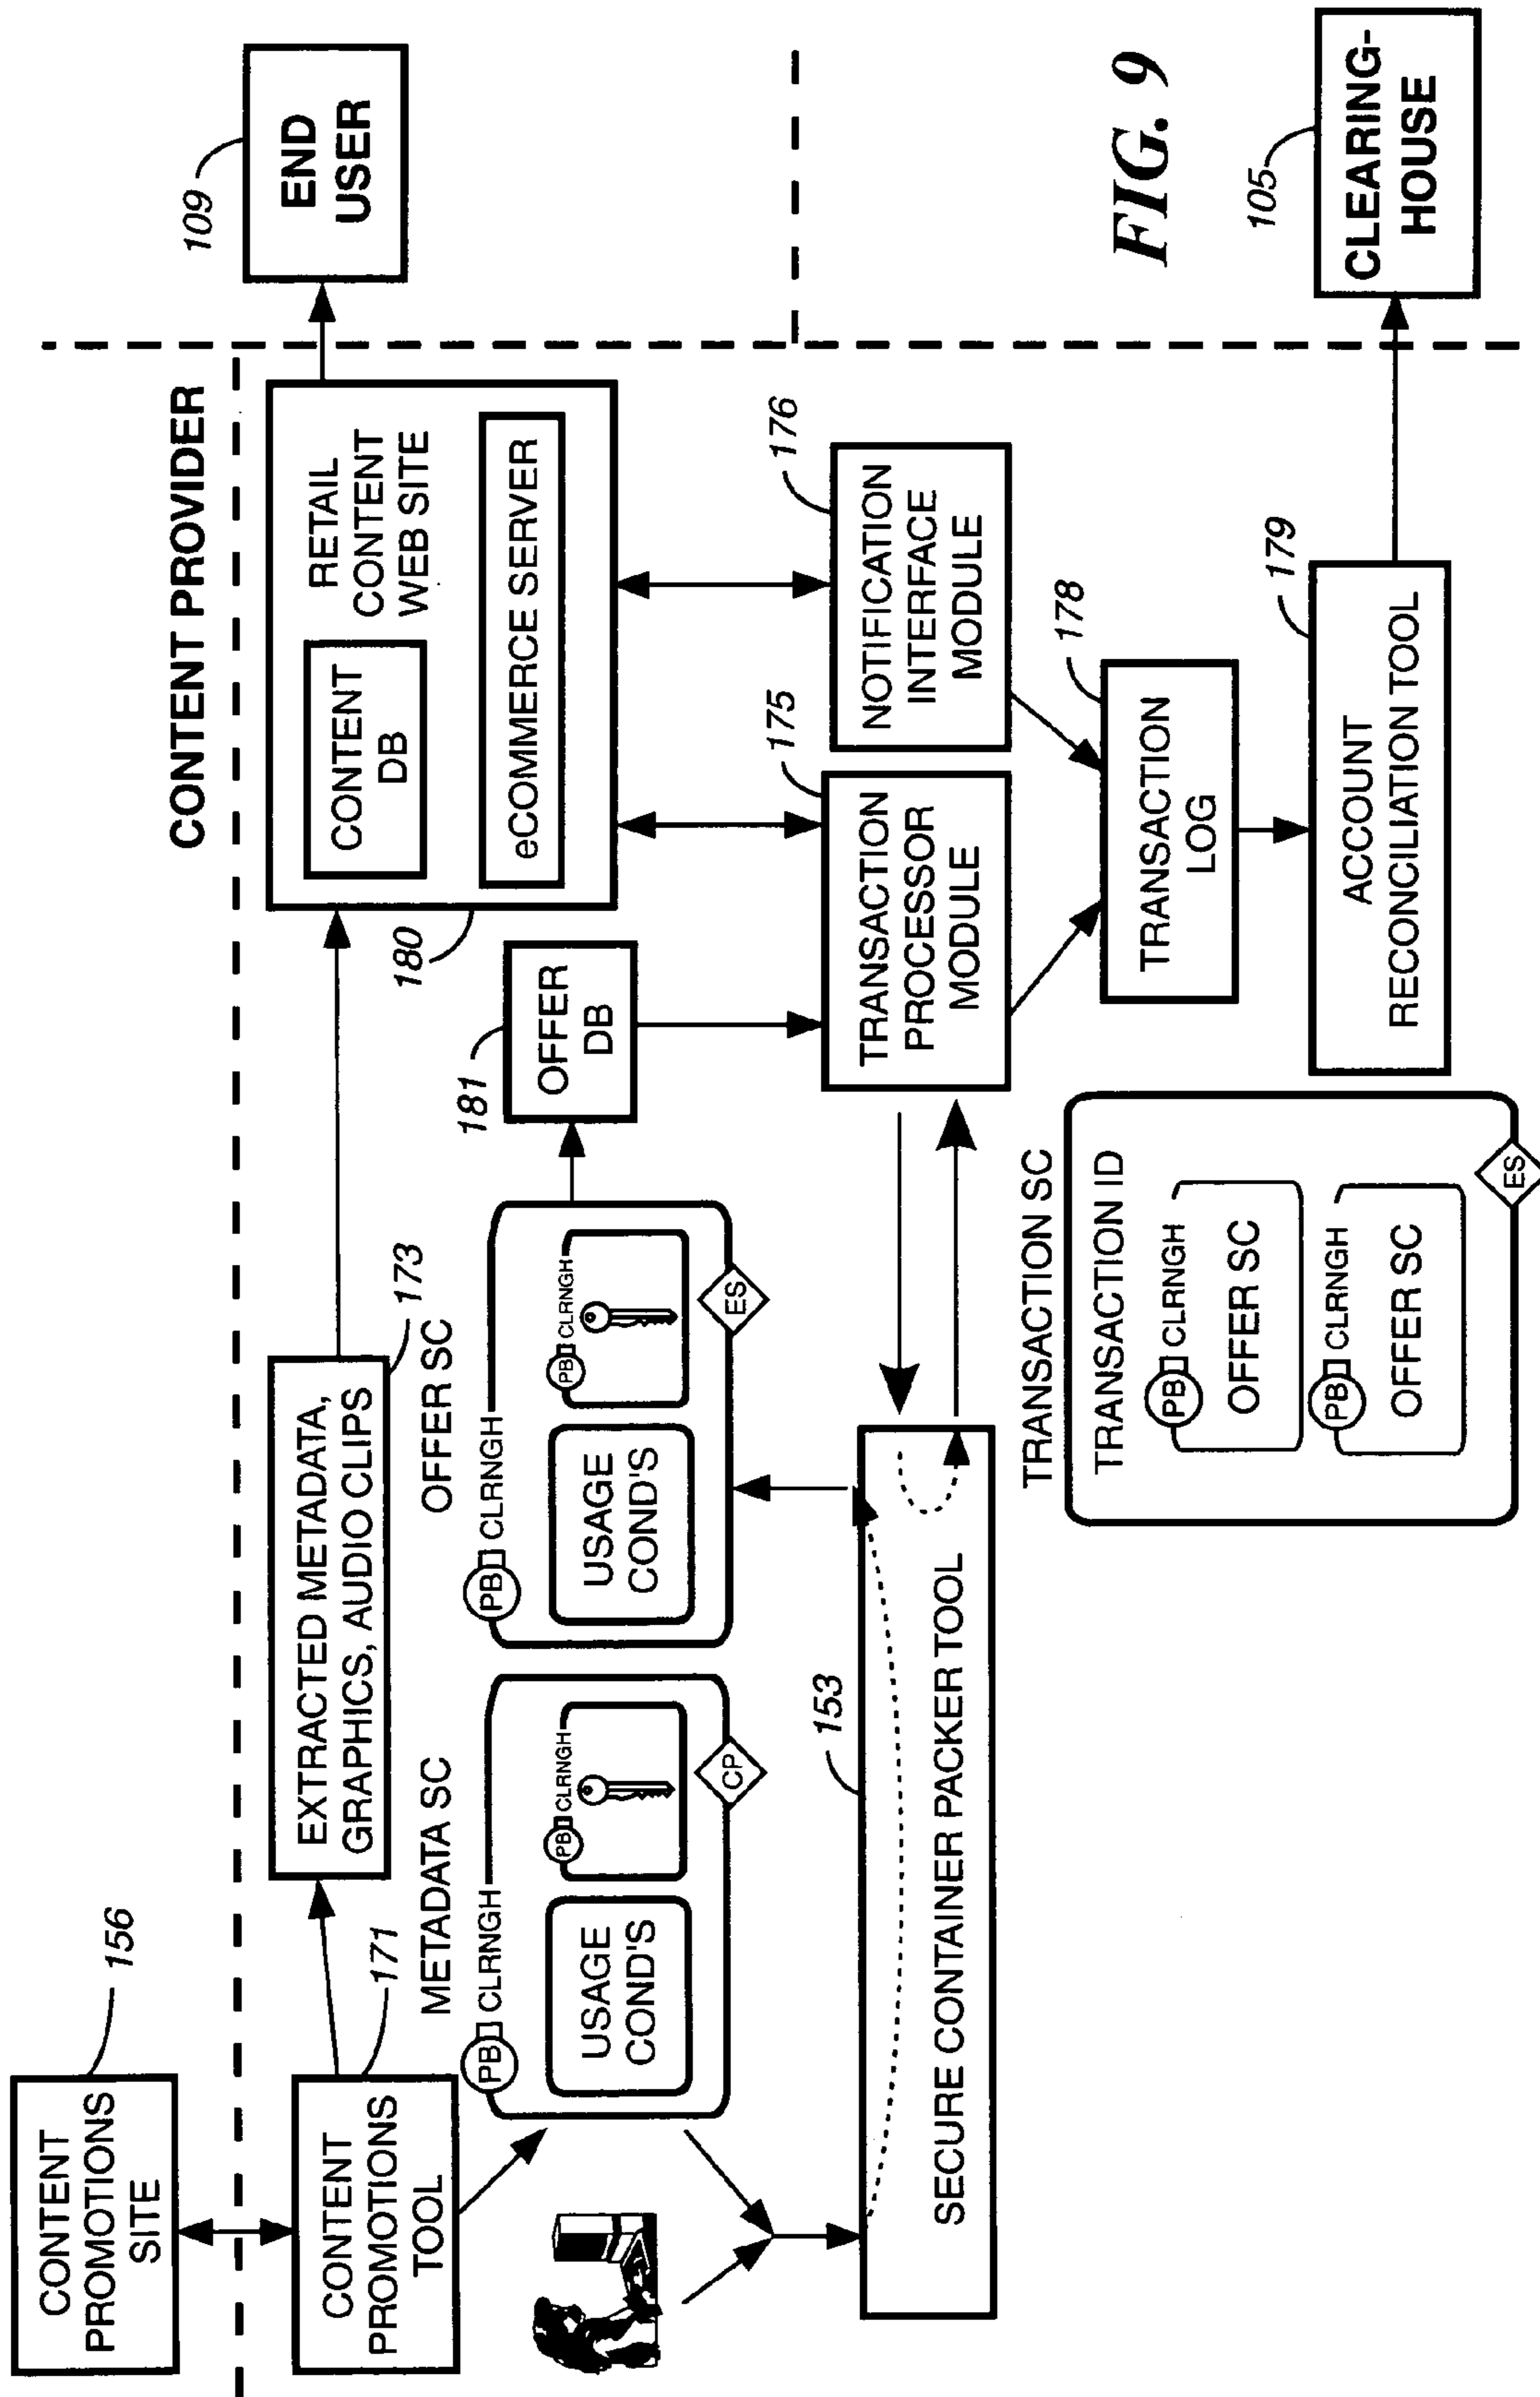 CONTENT
PROMOTIONS
SITE
156
CONTENT PROVIDER
CONTENT
PROMOTIONS
TOOL
171
EXTRACTED METADATA,
GRAPHICS, AUDIO CLIPS
173
RETAIL
CONTENT
WEB SITE
CONTENT
DB
eCOMMERCE SERVER
180
END
USER
109
METADATA SC
PB CLRNGH
USAGE
COND'S
PB CLRNGH
CP
OFFER SC
PB CLRNGH
USAGE
COND'S
PB CLRNGH
ES
OFFER
DB
181
SECURE CONTAINER PACKER TOOL
153
TRANSACTION
PROCESSOR
MODULE
175
NOTIFICATION
INTERFACE
MODULE
176
TRANSACTION
LOG
178
TRANSACTION SC
TRANSACTION ID
PB CLRNGH
OFFER SC
PB CLRNGH
OFFER SC
ES
ACCOUNT
RECONCILIATION TOOL
179
FIG. 9
CLEARING-
HOUSE
105